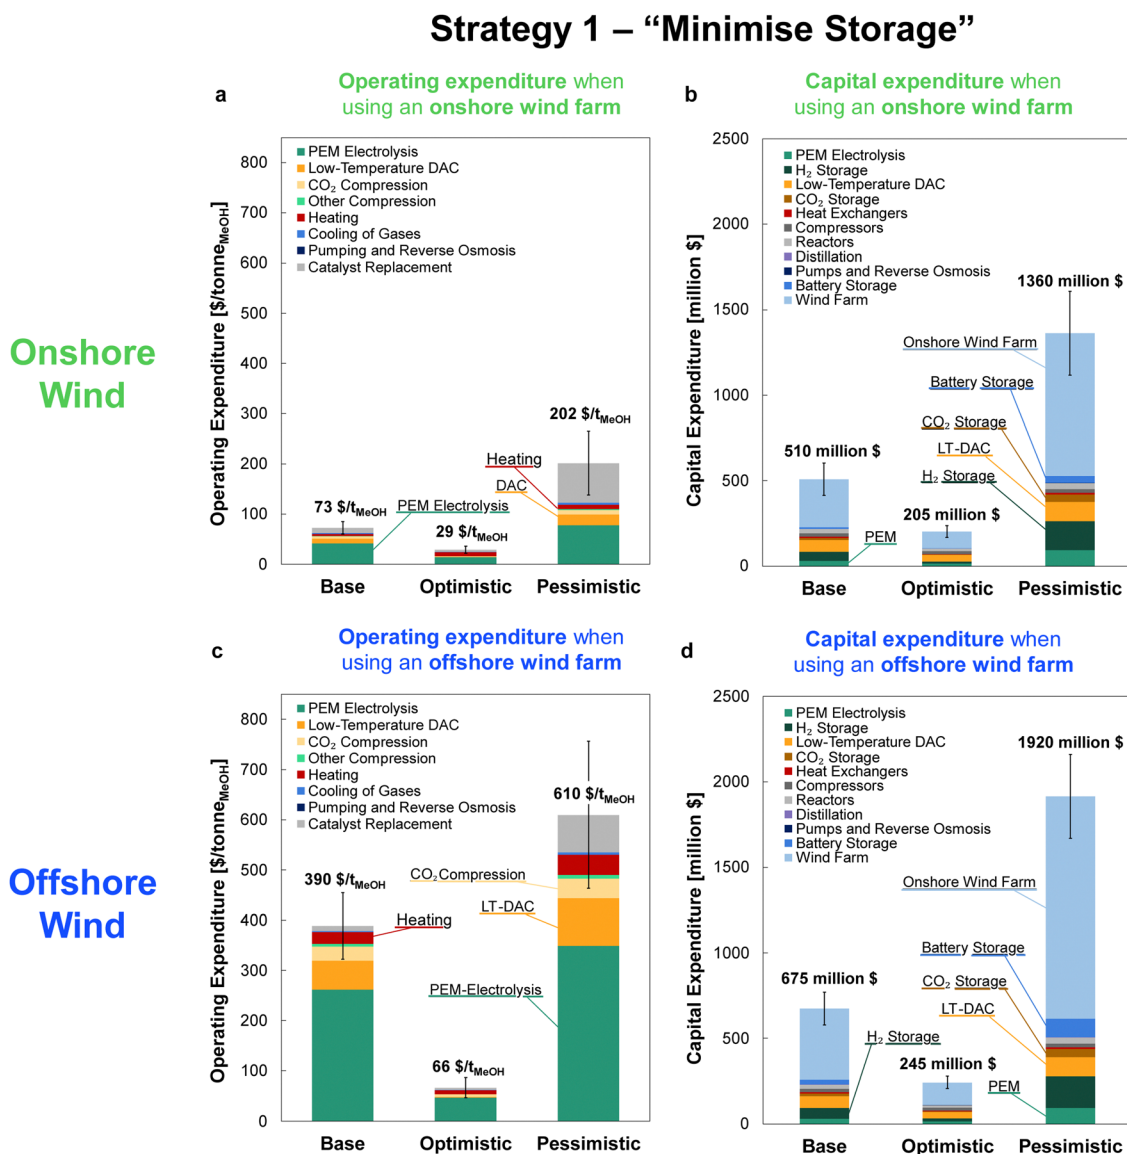 Strategy 1 – “Minimise Storage”
Onshore
Wind
a
Operating expenditure when
using an onshore wind farm
Operating Expenditure [$/tonneMeOH]
800
700
600
500
400
300
200
100
0
PEM Electrolysis
Low-Temperature DAC
CO₂ Compression
Other Compression
Heating
Cooling of Gases
Pumping and Reverse Osmosis
Catalyst Replacement
202 $/tMeOH
Heating
DAC
73 $/tMeOH
PEM Electrolysis
29 $/tMeOH
Base
Optimistic
Pessimistic
b
Capital expenditure when
using an onshore wind farm
Capital Expenditure [million $]
2500
2000
1500
1000
500
0
PEM Electrolysis
H₂ Storage
Low-Temperature DAC
CO₂ Storage
Heat Exchangers
Compressors
Reactors
Distillation
Pumps and Reverse Osmosis
Battery Storage
Wind Farm
1360 million $
Onshore Wind Farm
Battery Storage
CO₂ Storage
LT-DAC
510 million $
H₂ Storage
205 million $
PEM
Base
Optimistic
Pessimistic
Offshore
Wind
c
Operating expenditure when
using an offshore wind farm
Operating Expenditure [$/tonneMeOH]
800
700
600
500
400
300
200
100
0
PEM Electrolysis
Low-Temperature DAC
CO₂ Compression
Other Compression
Heating
Cooling of Gases
Pumping and Reverse Osmosis
Catalyst Replacement
610 $/tMeOH
390 $/tMeOH
CO₂ Compression
LT-DAC
Heating
PEM-Electrolysis
66 $/tMeOH
Base
Optimistic
Pessimistic
d
Capital expenditure when
using an offshore wind farm
Capital Expenditure [million $]
2500
2000
1500
1000
500
0
PEM Electrolysis
H₂ Storage
Low-Temperature DAC
CO₂ Storage
Heat Exchangers
Compressors
Reactors
Distillation
Pumps and Reverse Osmosis
Battery Storage
Wind Farm
1920 million $
Onshore Wind Farm
Battery Storage
675 million $
CO₂ Storage
LT-DAC
H₂ Storage
245 million $
PEM
Base
Optimistic
Pessimistic